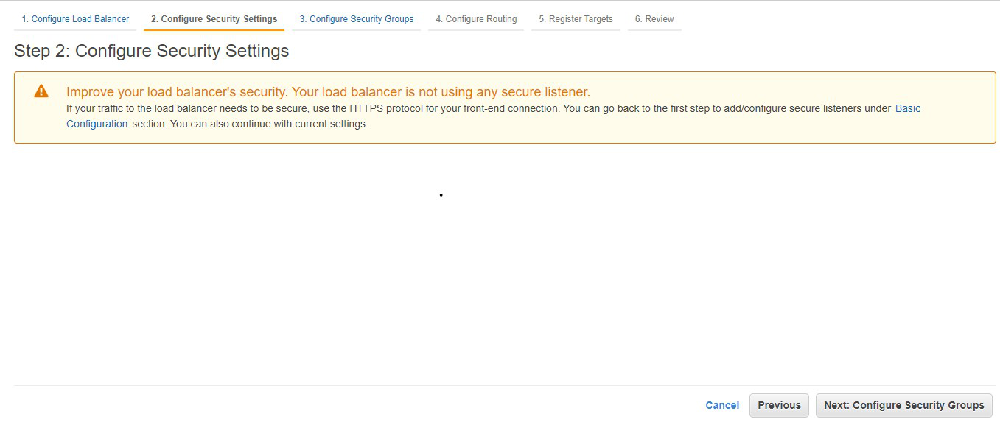 1. Configure Load Balancer 2. Configure Security Settings 3. Configure Security Groups 4. Configure Routing 5. Register Targets 6. Review
Step 2: Configure Security Settings
Improve your load balancer's security. Your load balancer is not using any secure listener.
If your traffic to the load balancer needs to be secure, use the HTTPS protocol for your front-end connection. You can go back to the first step to add/configure secure listeners under Basic
Configuration section. You can also continue with current settings.
Cancel Previous Next: Configure Security Groups